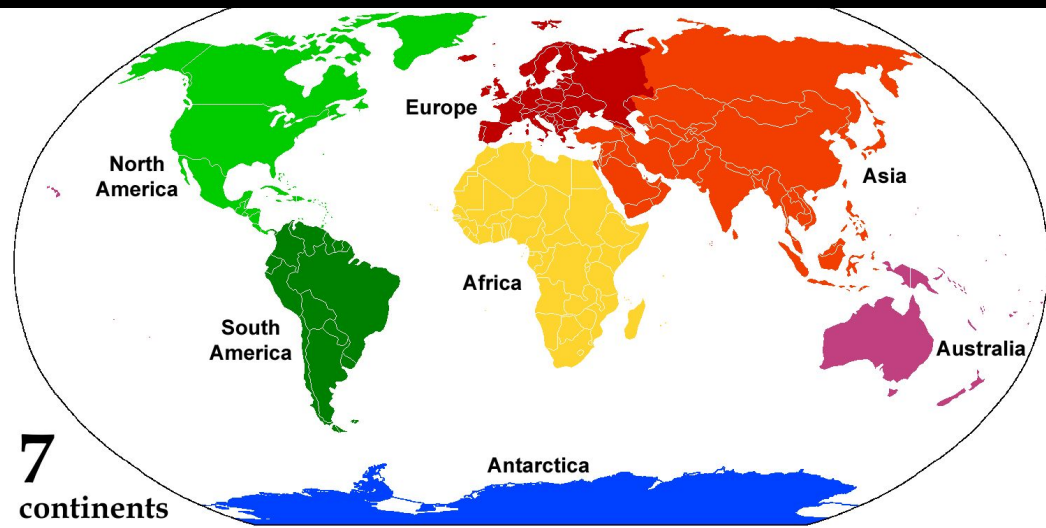 Europe
North
America
Asia
Africa
South
America
Australia
Antarctica
7
continents